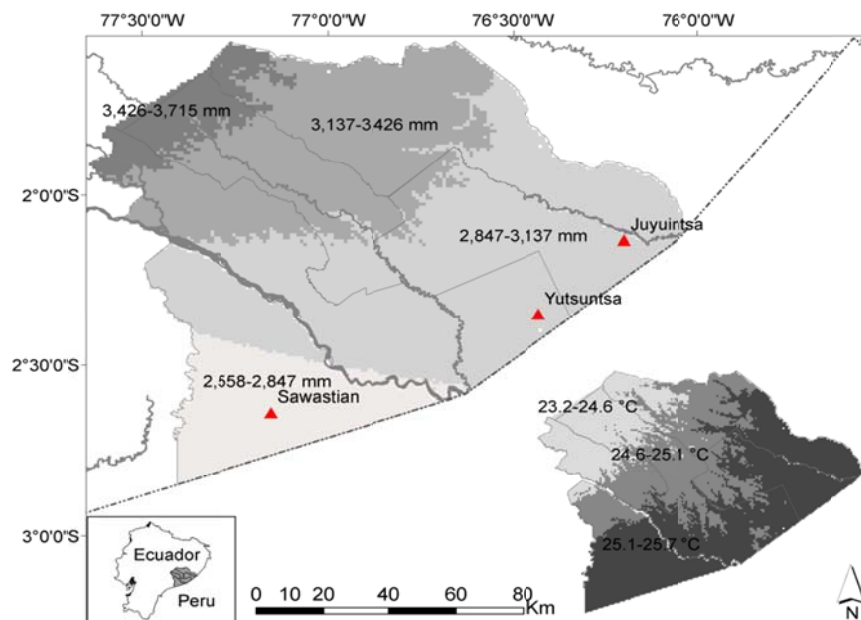 77°30'0"W 77°0'0"W 76°30'0"W 76°0'0"W
3,426-3,715 mm
3,137-3426 mm
2°0'0"S
2,847-3,137 mm
Juyuintsa
Yutsuntsa
2°30'0"S
2,558-2,847 mm
Sawastian
23.2-24.6 °C
24.6-25.1 °C
25.1-25.7 °C
3°0'0"S
Ecuador
Peru
0 10 20 40 60 80
Km
N